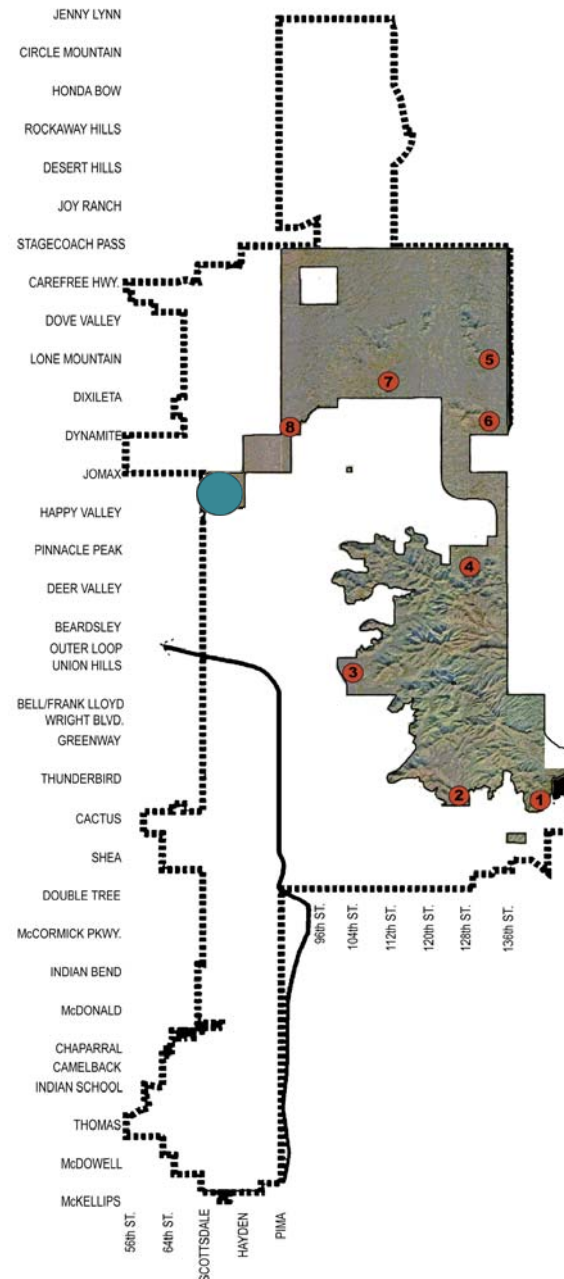 JENNY LYNN
CIRCLE MOUNTAIN
HONDA BOW
ROCKAWAY HILLS
DESERT HILLS
JOY RANCH
STAGECOACH PASS
CAREFREE HWY.
DOVE VALLEY
LONE MOUNTAIN
5
7
DIXILETA
6
8
DYNAMITE
JOMAX
HAPPY VALLEY
PINNACLE PEAK
4
DEER VALLEY
BEARDSLEY
OUTER LOOP
UNION HILLS
3
BELL/FRANK LLOYD
WRIGHT BLVD.
GREENWAY
THUNDERBIRD
2
1
CACTUS
SHEA
DOUBLE TREE
96th ST.
104th ST.
112th ST.
120th ST.
128th ST.
136th ST.
McCORMICK PKWY.
INDIAN BEND
McDONALD
CHAPARRAL
CAMELBACK
INDIAN SCHOOL
THOMAS
McDOWELL
McKELLIPS
56th ST.
64th ST.
SCOTTSDALE
HAYDEN
PIMA